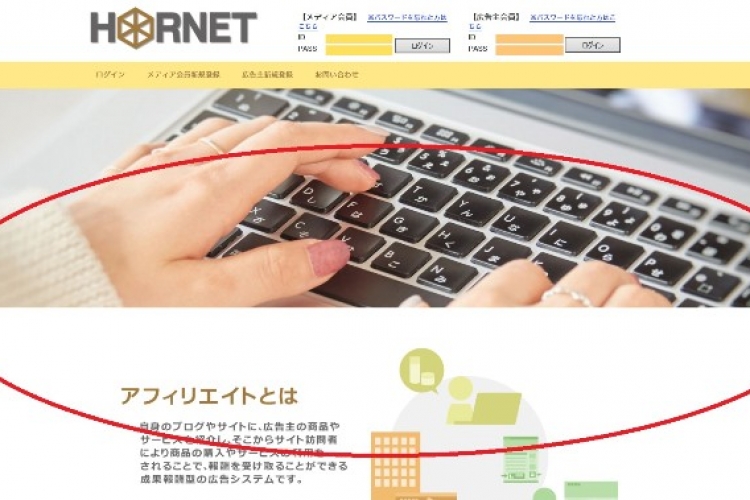 HORNET
【メディア会員】 ※パスワードを忘れた方は
こちら
ID
PASS ログイン
【広告主会員】 ※パスワードを忘れた方はこ
ちら
ID
PASS ログイン
ログイン メディア会員新規登録 広告主新規登録 お問い合わせ
アフィリエイトとは
自身のブログやサイトに、広告主の商品や
サービスを紹介し、そこからサイト訪問者
により商品の購入やサービスの利用が
されることで、報酬を受け取ることができる
成果報酬型の広告システムです。